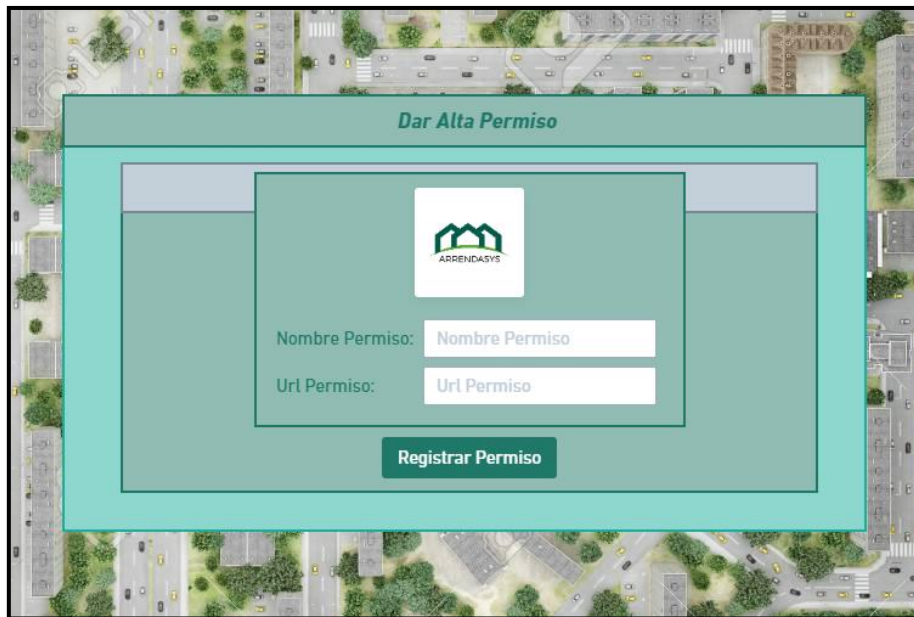 Dar Alta Permiso
ARRENDASYS
Nombre Permiso: Nombre Permiso
Url Permiso: Url Permiso
Registrar Permiso